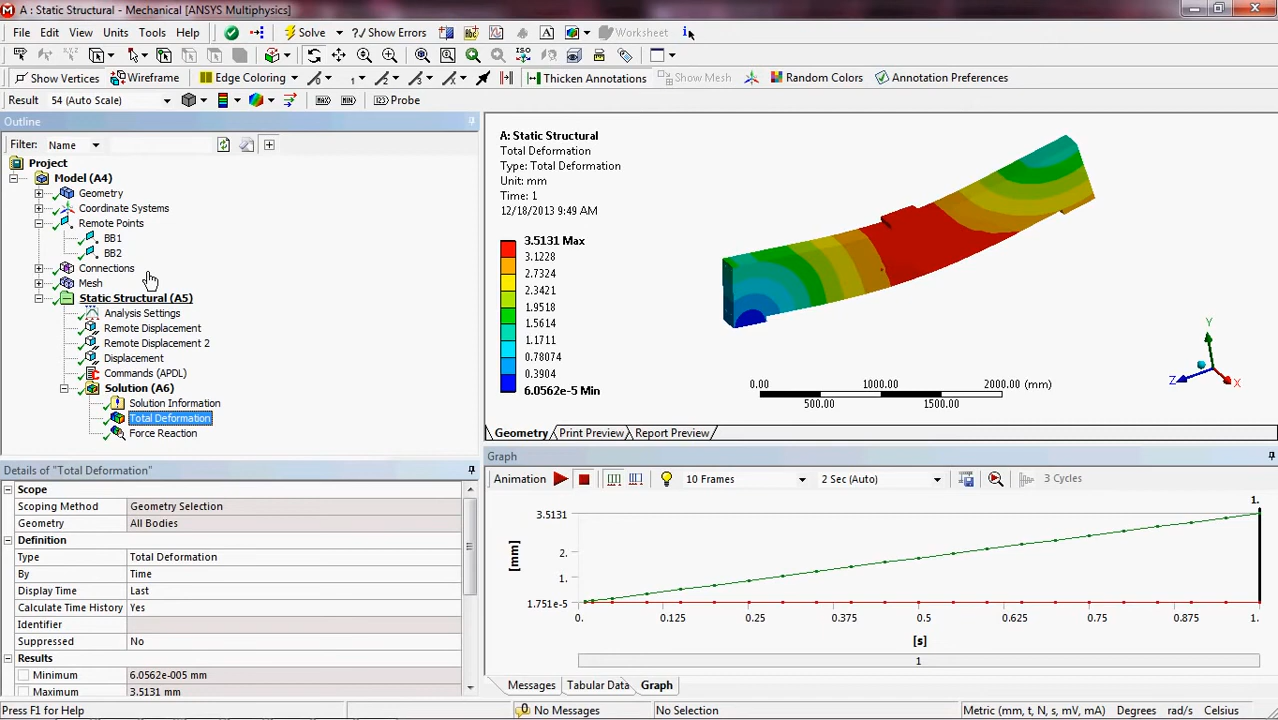 A : Static Structural - Mechanical [ANSYS Multiphysics]
File Edit View Units Tools Help Solve Show Errors Worksheet
Show Vertices Wireframe Edge Coloring Thicken Annotations Show Mesh Random Colors Annotation Preferences
Result 54 (Auto Scale) Probe
Outline
Filter: Name
Project
Model (A4)
Geometry
Coordinate Systems
Remote Points
BB1
BB2
Connections
Mesh
Static Structural (A5)
Analysis Settings
Remote Displacement
Remote Displacement 2
Displacement
Commands (APDL)
Solution (A6)
Solution Information
Total Deformation
Force Reaction
A: Static Structural
Total Deformation
Type: Total Deformation
Unit: mm
Time: 1
12/18/2013 9:49 AM
3.5131 Max
3.1228
2.7324
2.3421
1.9518
1.5614
1.1711
0.78074
0.3904
6.0562e-5 Min
0.00 1000.00 2000.00 (mm)
500.00 1500.00
Y
Z X
Geometry Print Preview Report Preview
Details of "Total Deformation"
Scope
Scoping Method Geometry Selection
Geometry All Bodies
Definition
Type Total Deformation
By Time
Display Time Last
Calculate Time History Yes
Identifier
Suppressed No
Results
Minimum 6.0562e-005 mm
Maximum 3.5131 mm
Graph
Animation 10 Frames 2 Sec (Auto) 3 Cycles
1.
3.5131
2.
1.
1.751e-5
[mm]
0. 0.125 0.25 0.375 0.5 0.625 0.75 0.875 1.
[s]
1
Messages Tabular Data Graph
Press F1 for Help 0 No Messages No Selection Metric (mm, t, N, s, mV, mA) Degrees rad/s Celsius